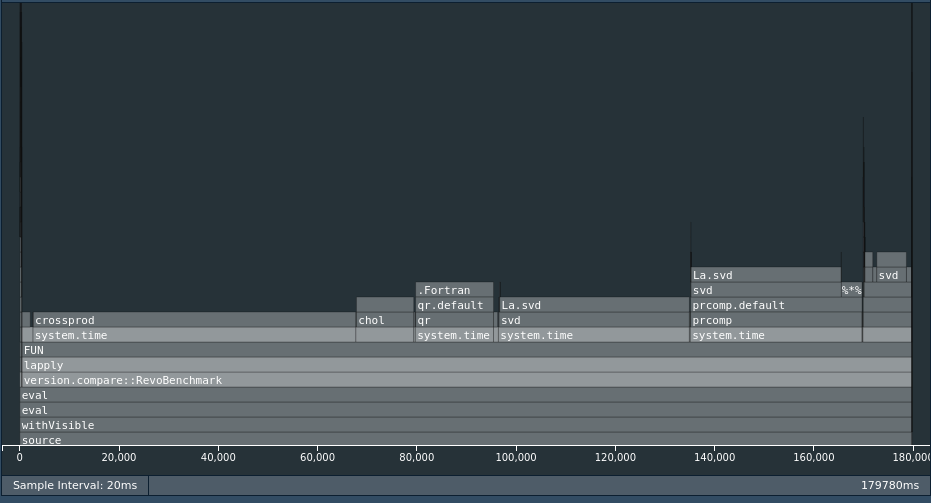 La.svd svd
.Fortran svd %*%
qr.default La.svd prcomp.default
crossprod chol qr svd prcomp
system.time system.time system.time system.time
FUN
lapply
version.compare::RevoBenchmark
eval
eval
withVisible
source
0 20,000 40,000 60,000 80,000 100,000 120,000 140,000 160,000 180,000
Sample Interval: 20ms 179780ms